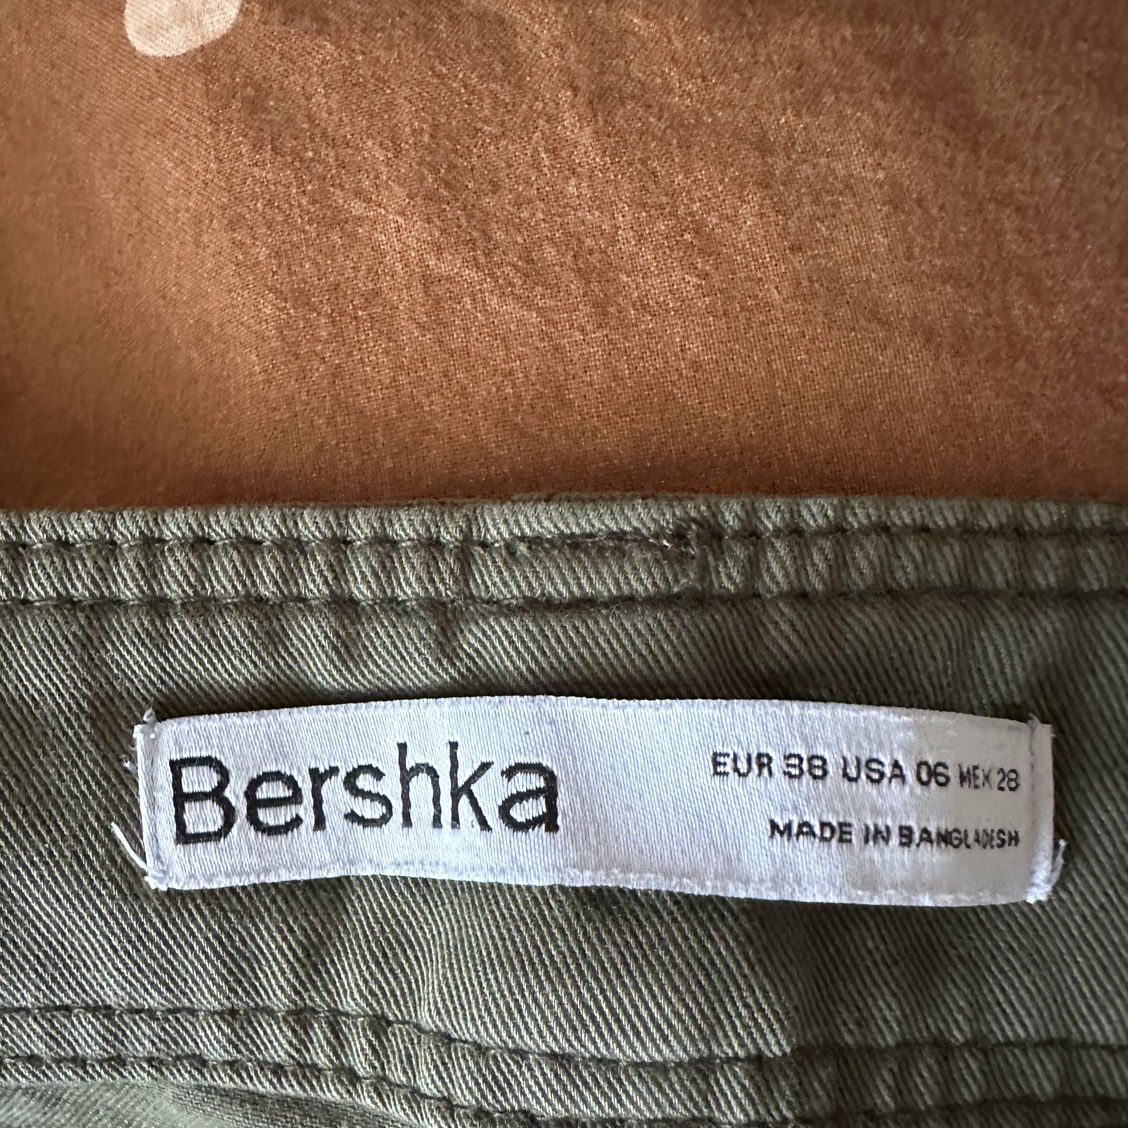 Bershka
EUR 38 USA 06 MEX 28
MADE IN BANGLADESH